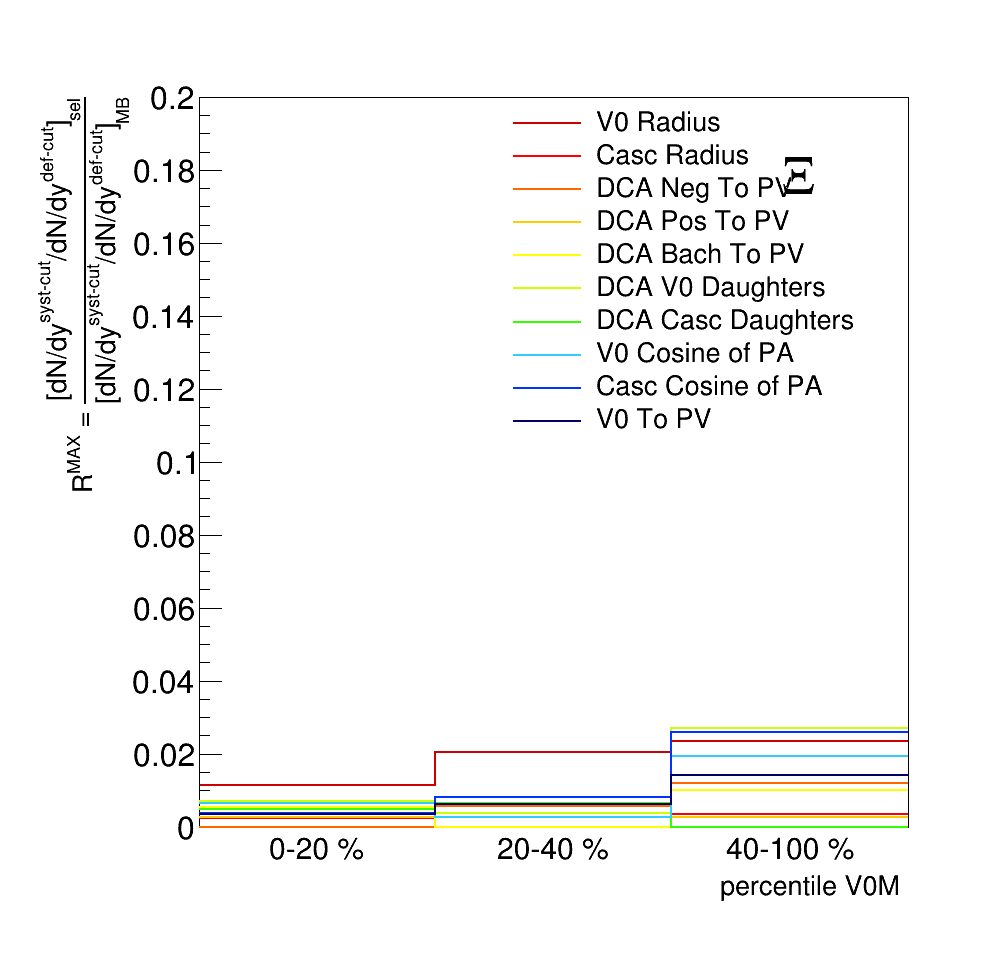 R^MAX = [dN/dy^syst-cut/dN/dy^def-cut]_sel
[dN/dy^syst-cut/dN/dy^def-cut]_MB
0.2
0.18
0.16
0.14
0.12
0.1
0.08
0.06
0.04
0.02
0
V0 Radius
Casc Radius
DCA Neg To PV
Ξ
DCA Pos To PV
DCA Bach To PV
DCA V0 Daughters
DCA Casc Daughters
V0 Cosine of PA
Casc Cosine of PA
V0 To PV
0-20 % 20-40 % 40-100 %
percentile V0M